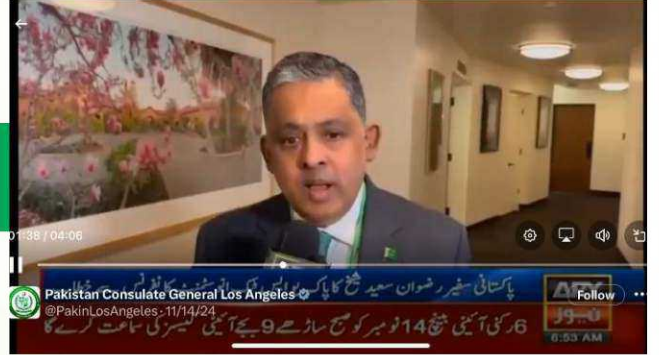 01:38 / 04:06
پاکستانی سفیر رضوان سعید شیخ کا پاک
ARY
نیوز
6:53 AM
Pakistan Consulate General Los Angeles
@PakinLosAngeles · 11/14/24
Follow
6رکنی آئینی بینچ 14 نومبر کو صبح ساڑھے 9 بجے آئینی کیسز کی سماعت کرے گا